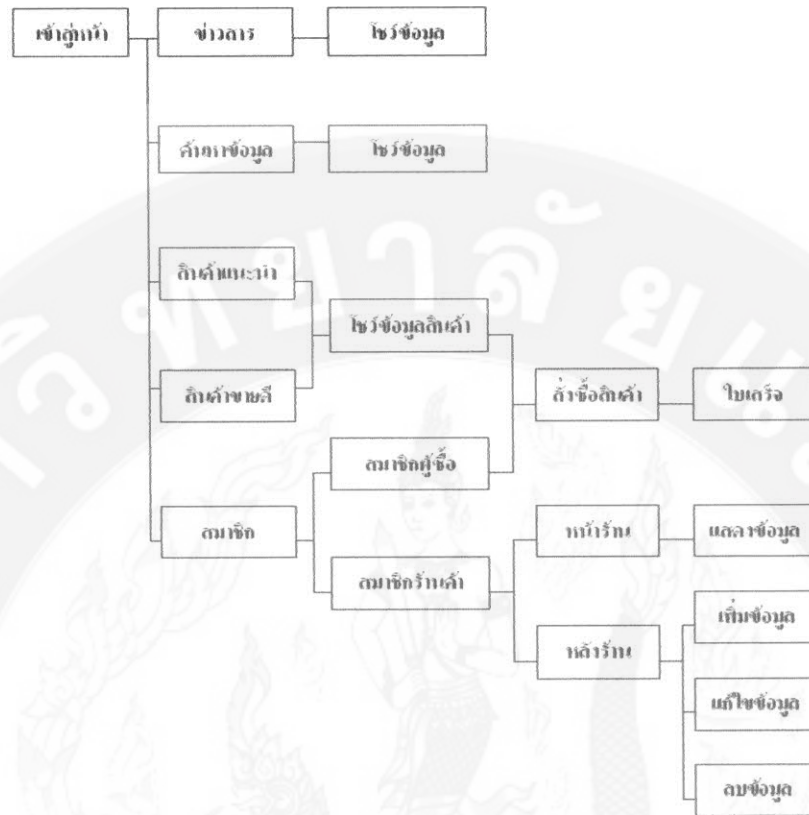 เข้าสู่หน้า
ข่าวสาร
โชว์ข้อมูล
ค้นหาข้อมูล
โชว์ข้อมูล
สินค้าแนะนำ
โชว์ข้อมูลสินค้า
สินค้าขายดี
สั่งซื้อสินค้า
ใบเสร็จ
สมาชิกผู้ซื้อ
สมาชิก
หน้าร้าน
แสดงข้อมูล
สมาชิกร้านค้า
เพิ่มข้อมูล
หลังร้าน
แก้ไขข้อมูล
ลบข้อมูล